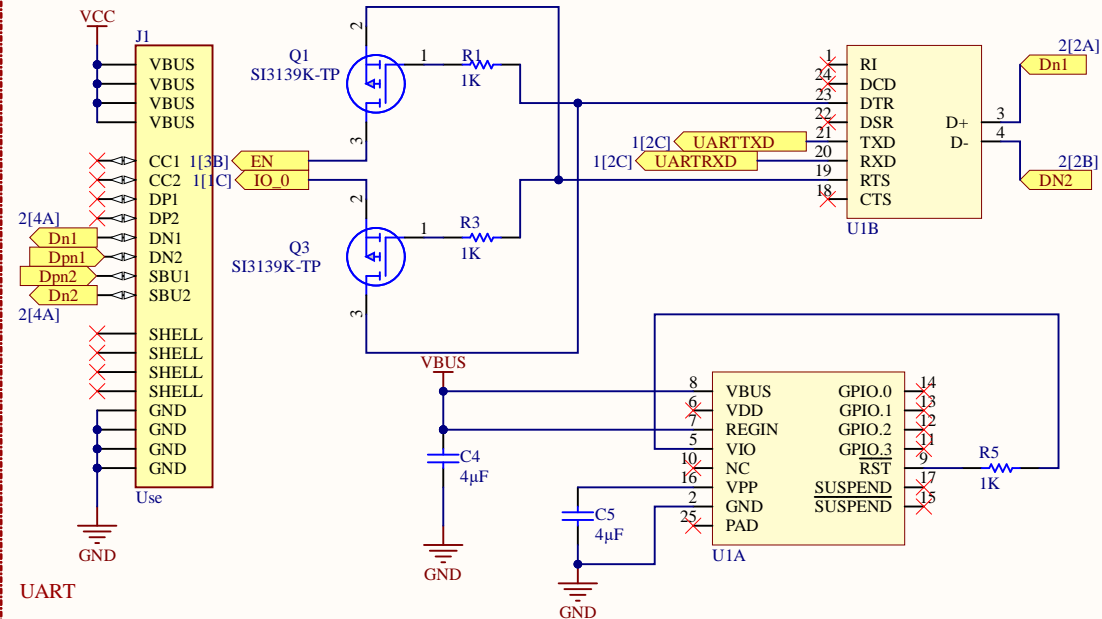 VCC
J1
VBUS
VBUS
VBUS
VBUS
CC1
CC2
DP1
DP2
DN1
DN2
SBU1
SBU2
SHELL
SHELL
SHELL
SHELL
GND
GND
GND
GND
Use
GND
2[4A]
Dn1
Dpn1
Dpn2
Dn2
2[4A]
1[3B] EN
1[1C] IO_0
Q1
SI3139K-TP
2
1
3
R1
1K
Q3
SI3139K-TP
2
1
3
R3
1K
1[2C] UARTTXD
1[2C] UARTRXD
1 RI
24 DCD
23 DTR
22 DSR
21 TXD
20 RXD
19 RTS
18 CTS
D+ 3
D- 4
U1B
2[2A]
Dn1
2[2B]
DN2
VBUS
C4
4µF
GND
C5
4µF
GND
8 VBUS
6 VDD
7 REGIN
5 VIO
10 NC
16 VPP
2 GND
25 PAD
GPIO.0 14
GPIO.1 13
GPIO.2 12
GPIO.3 11
RST 9
SUSPEND 17
SUSPEND 15
U1A
R5
1K
UART